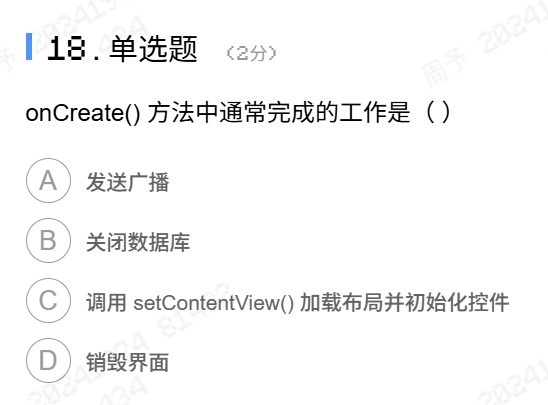 18.单选题 (2分)
onCreate() 方法中通常完成的工作是（ ）
A 发送广播
B 关闭数据库
C 调用 setContentView() 加载布局并初始化控件
D 销毁界面